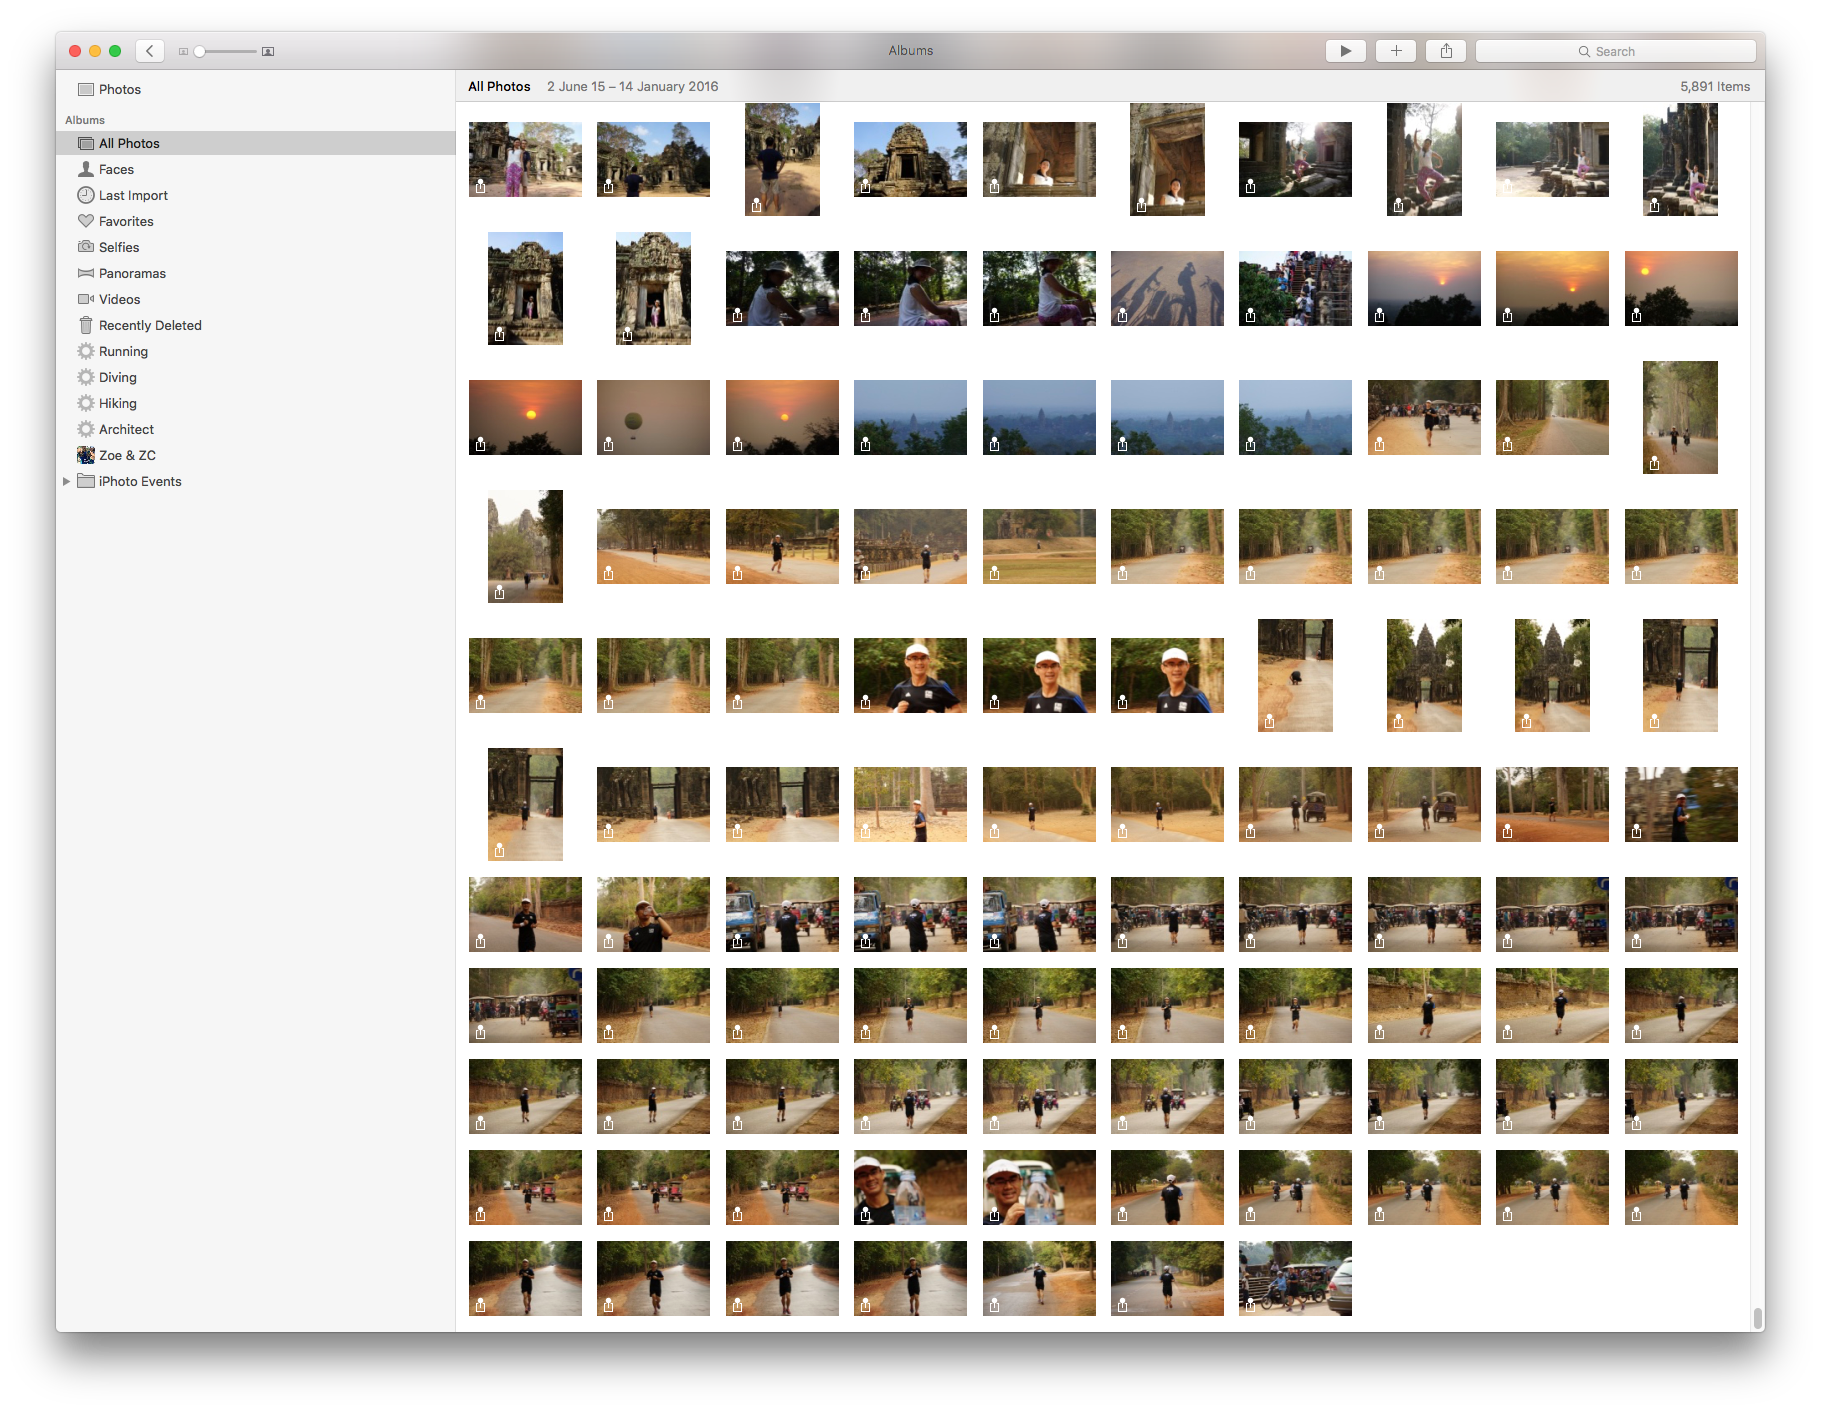 Albums
Search
Photos
Albums
All Photos
Faces
Last Import
Favorites
Selfies
Panoramas
Videos
Recently Deleted
Running
Diving
Hiking
Architect
Zoe & ZC
iPhoto Events
All Photos 2 June 15 – 14 January 2016
5,891 Items